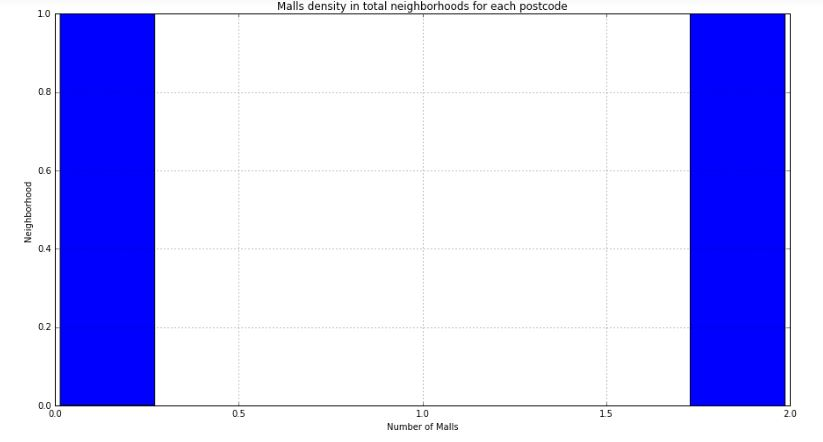 Malls density in total neighborhoods for each postcode
1.0
0.8
0.6
0.4
0.2
0.0
Neighborhood
0.0 0.5 1.0 1.5 2.0
Number of Malls